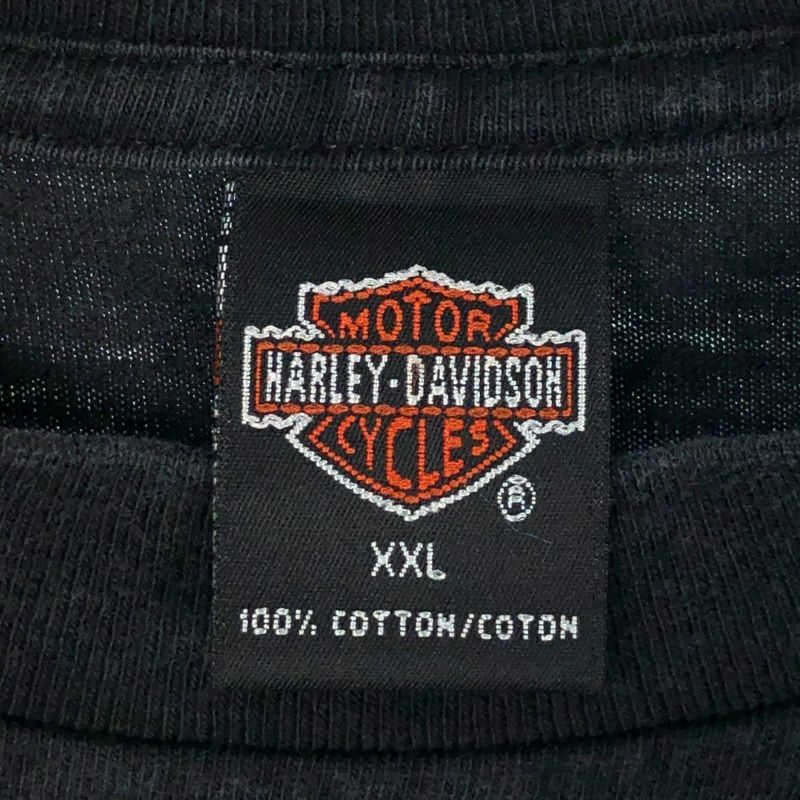 MOTOR
HARLEY-DAVIDSON
CYCLES
®
XXL
100% COTTON/COTON